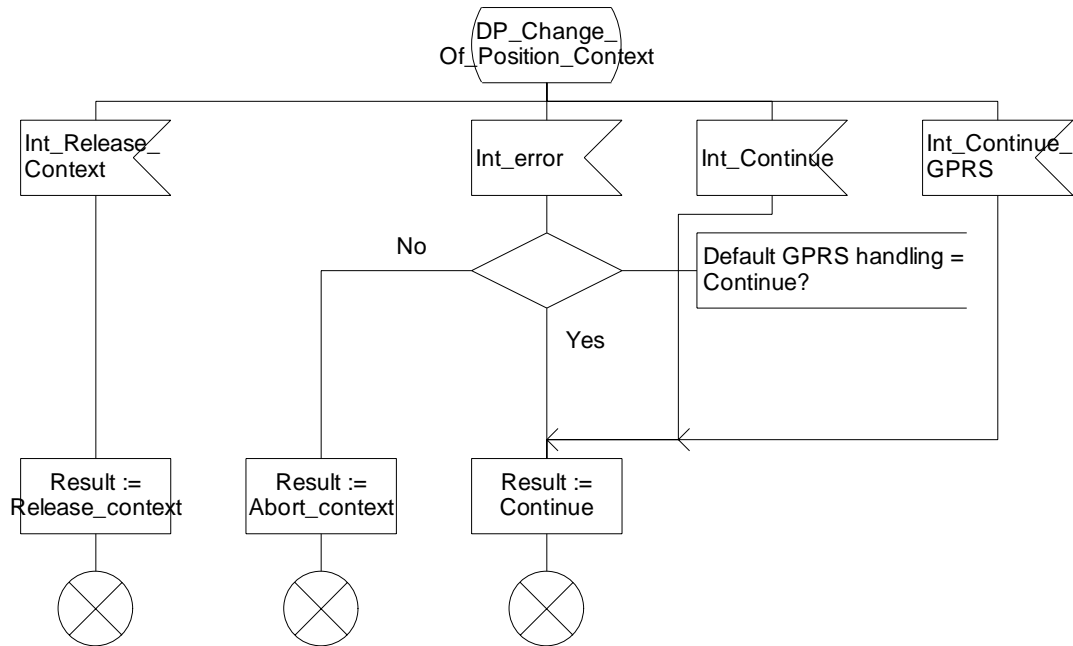 DP_Change_
Of_Position_Context
Int_Release_
Context
Int_error
Int_Continue
Int_Continue_
GPRS
No
Default GPRS handling =
Continue?
Yes
Result :=
Release_context
Result :=
Abort_context
Result :=
Continue